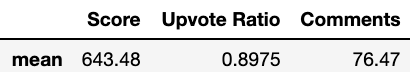 Score Upvote Ratio Comments
mean 643.48 0.8975 76.47